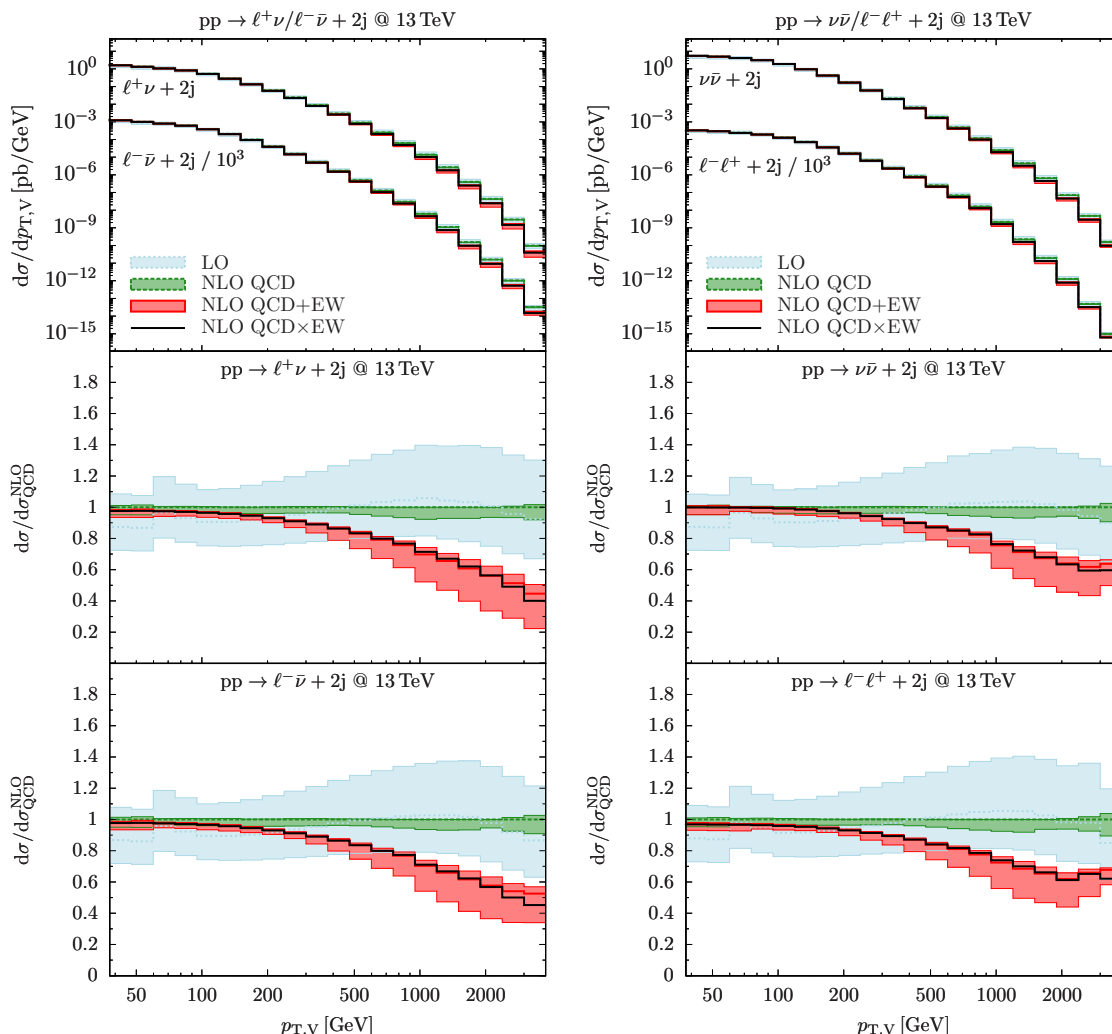 pp → ℓ⁺ν/ℓ⁻ν̄ + 2j @ 13 TeV
dσ/dp_T,V [pb/GeV]
10⁰
10⁻³
10⁻⁶
10⁻⁹
10⁻¹²
10⁻¹⁵
ℓ⁺ν + 2j
ℓ⁻ν̄ + 2j / 10³
LO
NLO QCD
NLO QCD+EW
NLO QCD×EW
pp → νν̄/ℓ⁻ℓ⁺ + 2j @ 13 TeV
dσ/dp_T,V [pb/GeV]
10⁰
10⁻³
10⁻⁶
10⁻⁹
10⁻¹²
10⁻¹⁵
νν̄ + 2j
ℓ⁻ℓ⁺ + 2j / 10³
LO
NLO QCD
NLO QCD+EW
NLO QCD×EW
pp → ℓ⁺ν + 2j @ 13 TeV
dσ/dσ^NLO_QCD
1.8
1.6
1.4
1.2
1
0.8
0.6
0.4
0.2
pp → νν̄ + 2j @ 13 TeV
dσ/dσ^NLO_QCD
1.8
1.6
1.4
1.2
1
0.8
0.6
0.4
0.2
pp → ℓ⁻ν̄ + 2j @ 13 TeV
dσ/dσ^NLO_QCD
1.8
1.6
1.4
1.2
1
0.8
0.6
0.4
0.2
0
50 100 200 500 1000 2000
p_T,V [GeV]
pp → ℓ⁻ℓ⁺ + 2j @ 13 TeV
dσ/dσ^NLO_QCD
1.8
1.6
1.4
1.2
1
0.8
0.6
0.4
0.2
0
50 100 200 500 1000 2000
p_T,V [GeV]